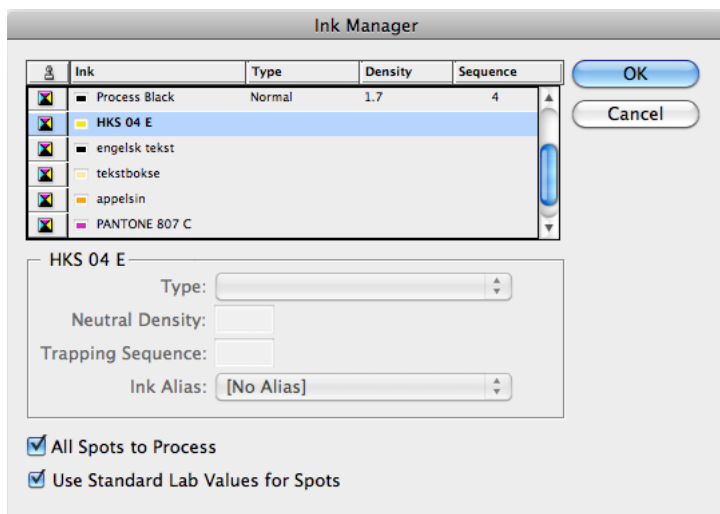 Ink Manager
Ink Type Density Sequence
Process Black Normal 1.7 4
HKS 04 E
engelsk tekst
tekstbokse
appelsin
PANTONE 807 C
OK
Cancel
HKS 04 E
Type:
Neutral Density:
Trapping Sequence:
Ink Alias: [No Alias]
All Spots to Process
Use Standard Lab Values for Spots